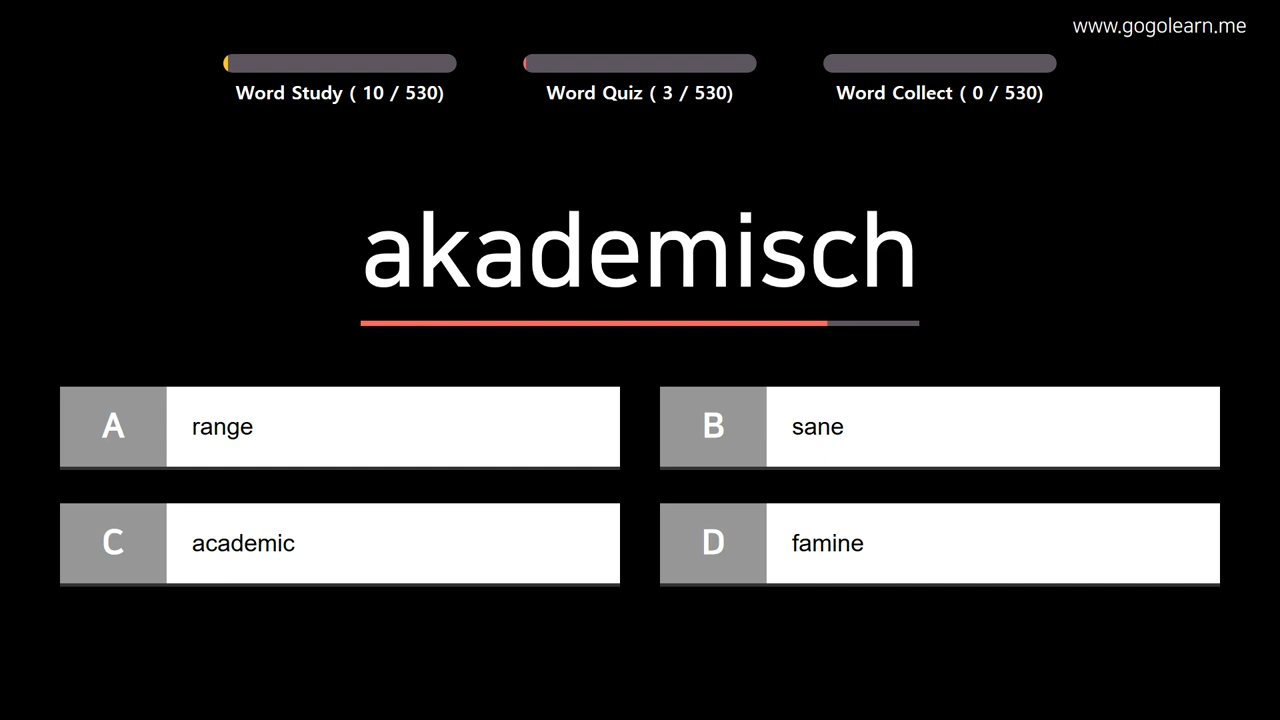 www.gogolearn.me
Word Study ( 10 / 530)
Word Quiz ( 3 / 530)
Word Collect ( 0 / 530)
akademisch
A range
B sane
C academic
D famine